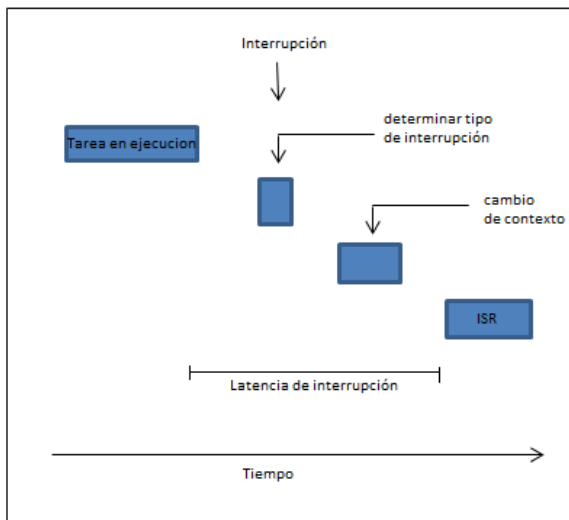 Interrupción
Tarea en ejecucion
determinar tipo
de interrupción
cambio
de contexto
ISR
Latencia de interrupción
Tiempo